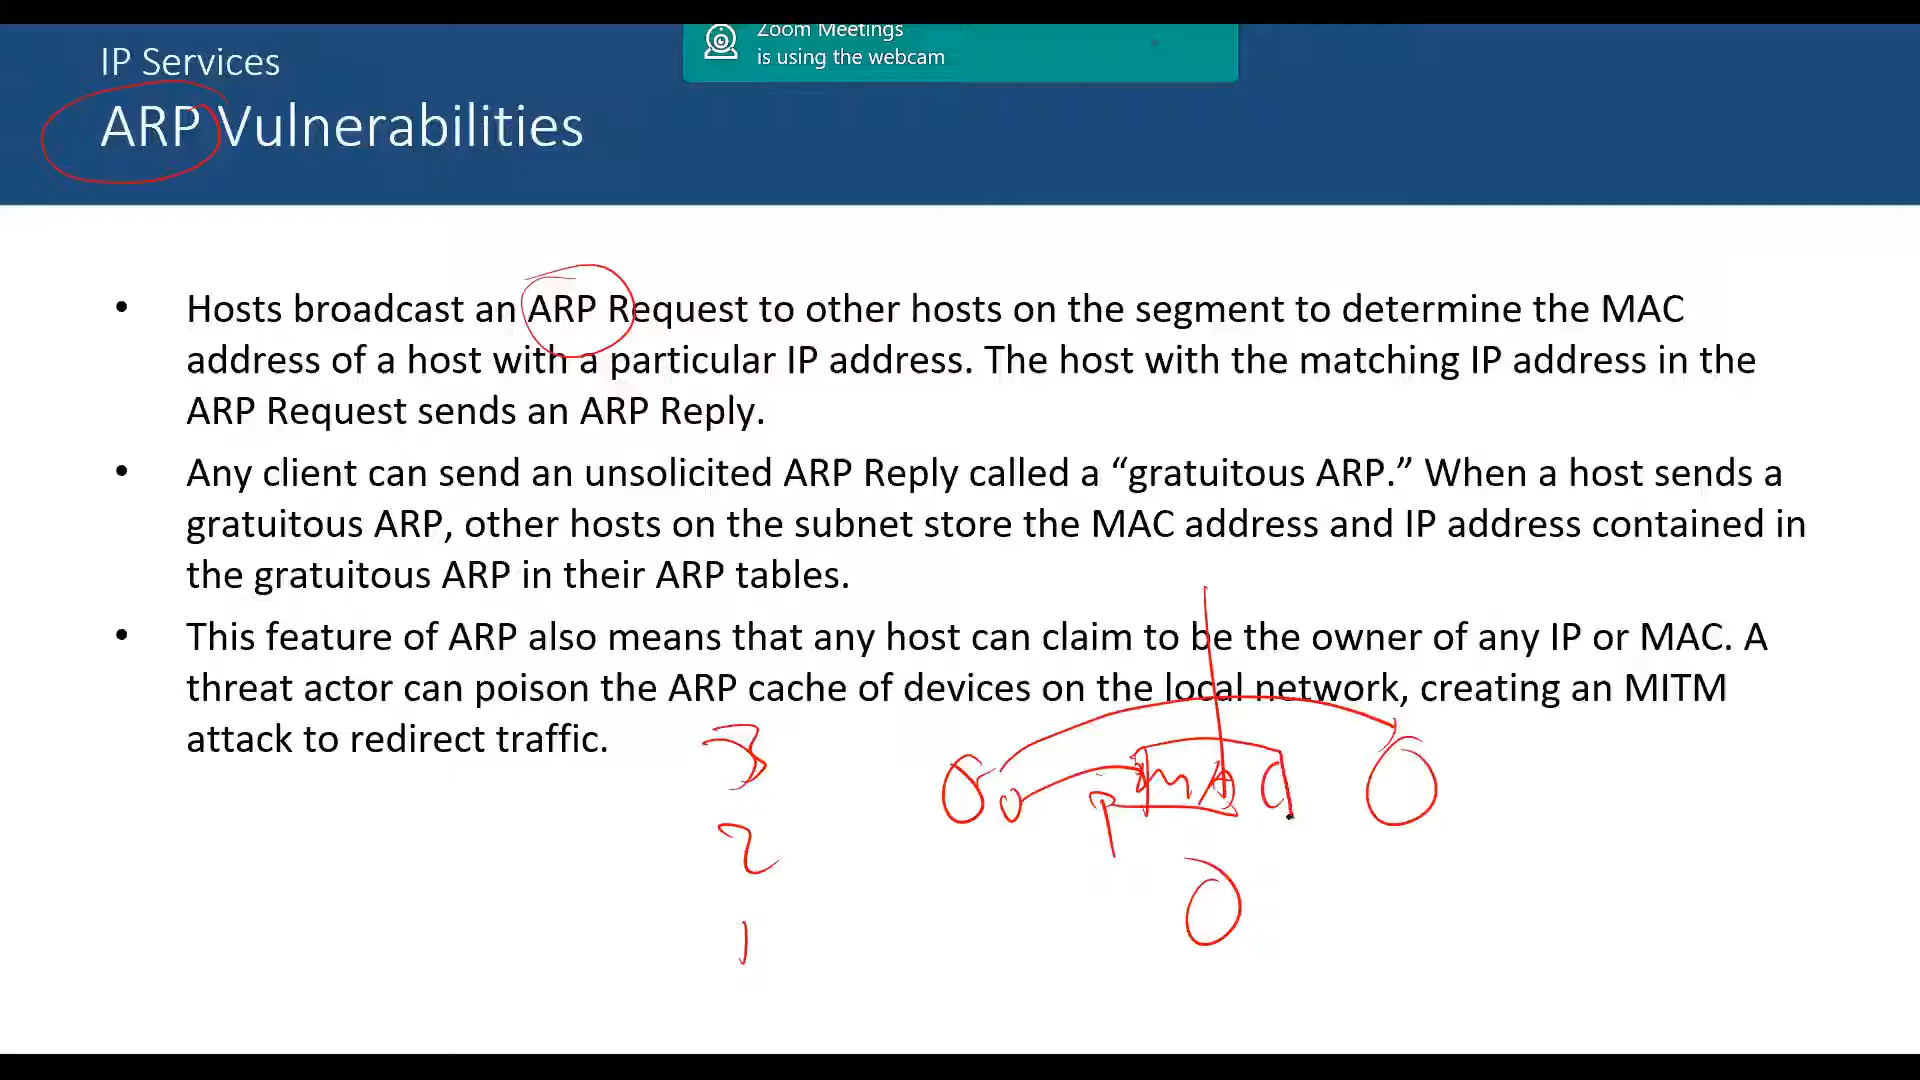 Zoom Meetings
is using the webcam
IP Services
ARP Vulnerabilities
• Hosts broadcast an ARP Request to other hosts on the segment to determine the MAC
address of a host with a particular IP address. The host with the matching IP address in the
ARP Request sends an ARP Reply.
• Any client can send an unsolicited ARP Reply called a “gratuitous ARP.” When a host sends a
gratuitous ARP, other hosts on the subnet store the MAC address and IP address contained in
the gratuitous ARP in their ARP tables.
• This feature of ARP also means that any host can claim to be the owner of any IP or MAC. A
threat actor can poison the ARP cache of devices on the local network, creating an MITM
attack to redirect traffic.
3
MAC
2
1